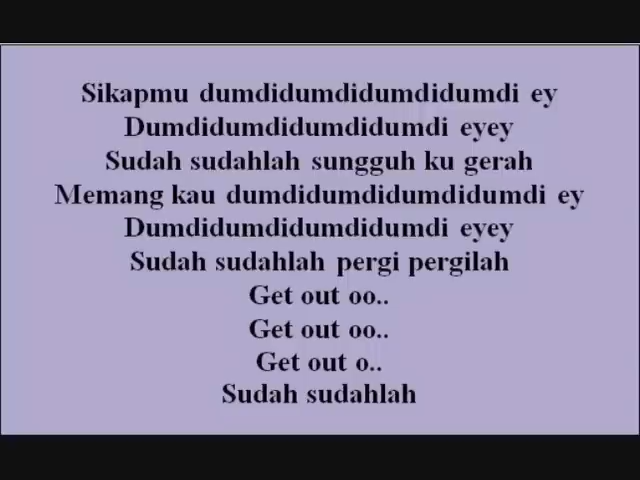 Sikapmu dumdidumdidumdidumdi ey
Dumdidumdidumdidumdi eyey
Sudah sudahlah sungguh ku gerah
Memang kau dumdidumdidumdidumdi ey
Dumdidumdidumdidumdi eyey
Sudah sudahlah pergi pergilah
Get out oo..
Get out oo..
Get out o..
Sudah sudahlah